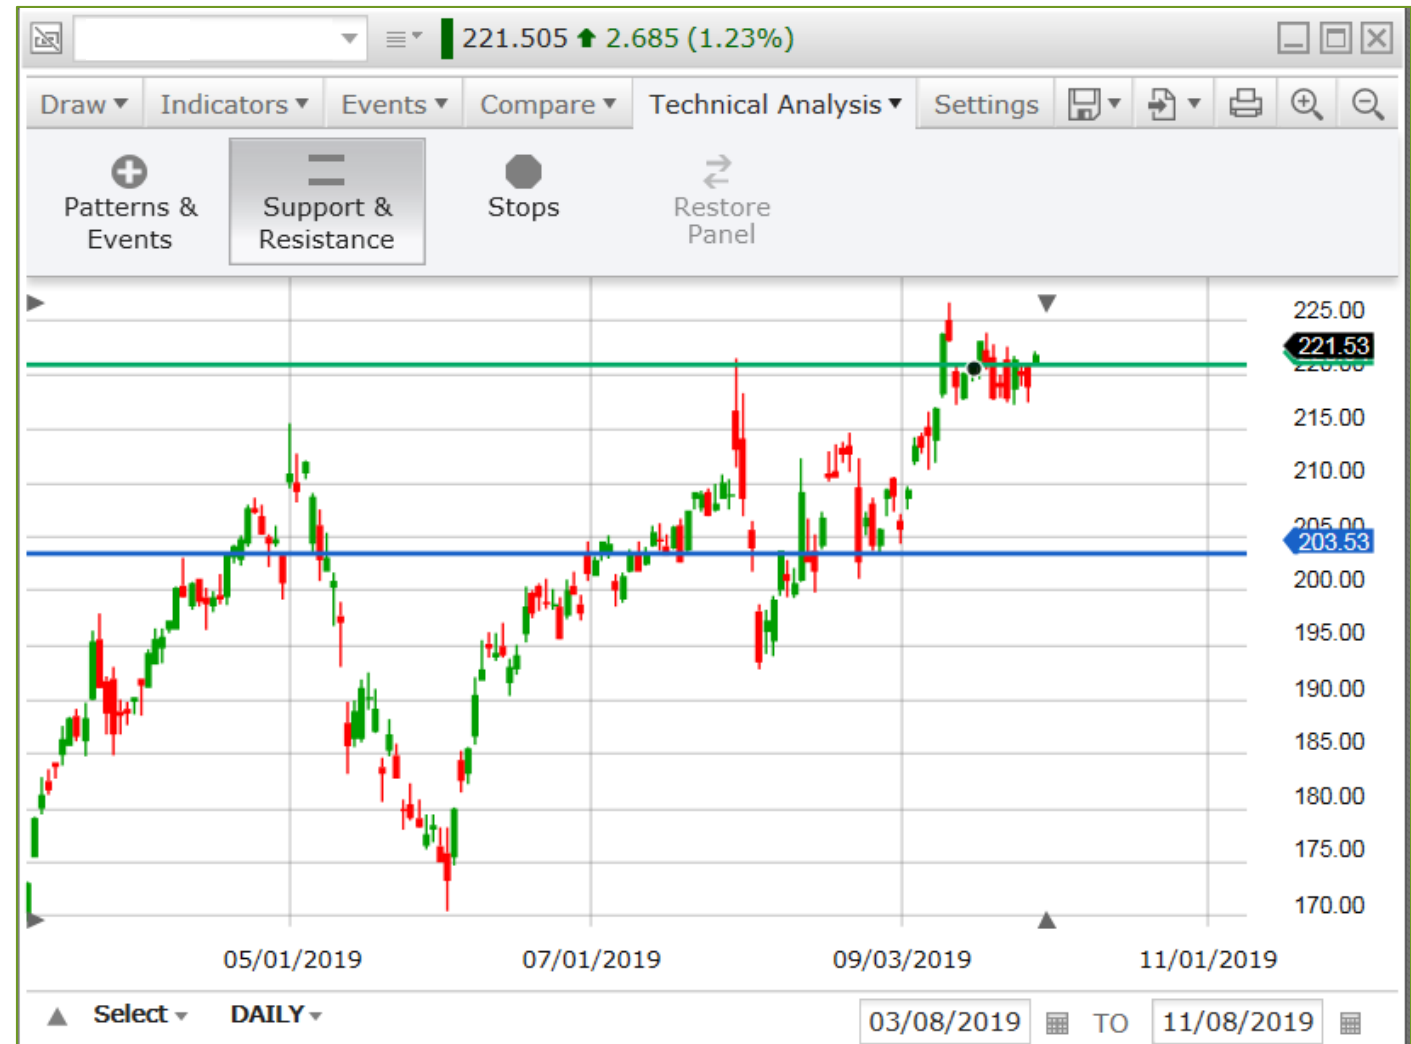 221.505 2.685 (1.23%)
Draw Indicators Events Compare Technical Analysis Settings
Patterns & Events
Support & Resistance
Stops
Restore Panel
225.00
221.53
215.00
210.00
205.00
203.53
200.00
195.00
190.00
185.00
180.00
175.00
170.00
05/01/2019 07/01/2019 09/03/2019 11/01/2019
Select DAILY 03/08/2019 TO 11/08/2019